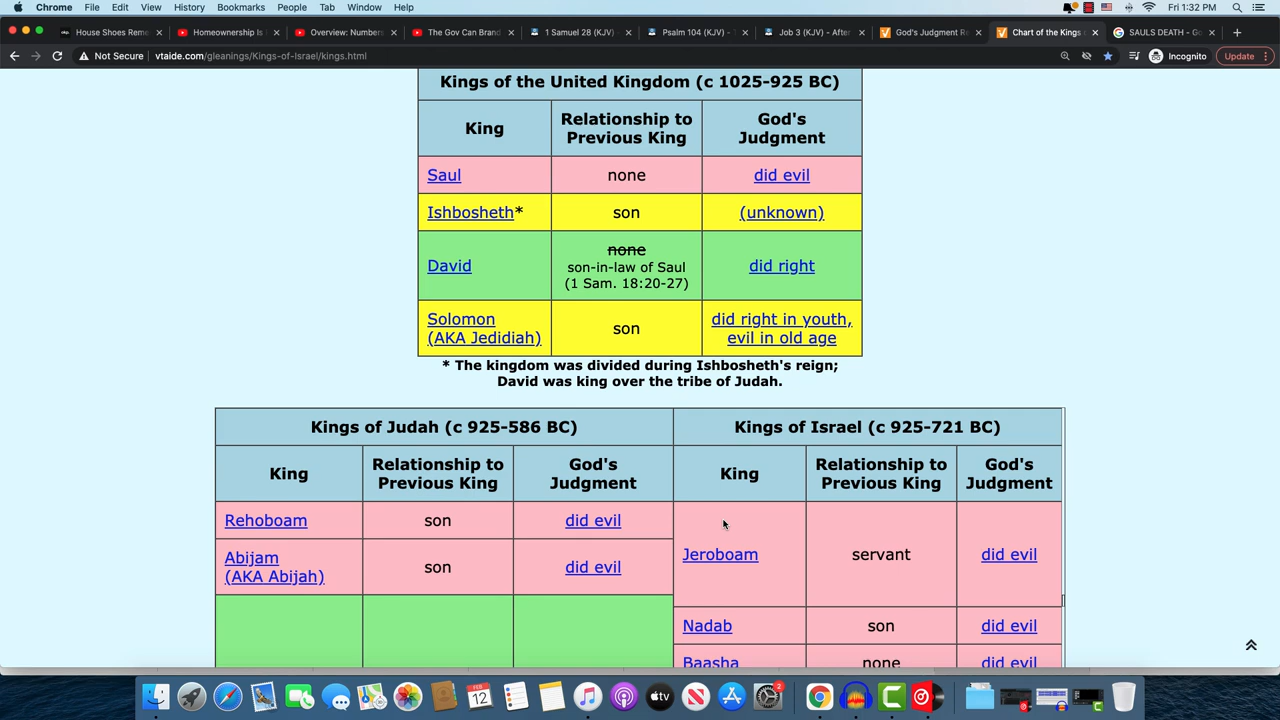 Chrome File Edit View History Bookmarks People Tab Window Help Fri 1:32 PM
House Shoes Reme Homeownership Is Overview: Numbers The Gov Can Brand 1 Samuel 28 (KJV) - Psalm 104 (KJV) - Job 3 (KJV) - After God's Judgment R Chart of the Kings SAULS DEATH - Go
Not Secure vtaide.com/gleanings/Kings-of-Israel/kings.html Incognito Update
Kings of the United Kingdom (c 1025-925 BC)
King
Relationship to
Previous King
God's
Judgment
Saul none did evil
Ishbosheth* son (unknown)
David
none
son-in-law of Saul
(1 Sam. 18:20-27)
did right
Solomon
(AKA Jedidiah)
son
did right in youth,
evil in old age
* The kingdom was divided during Ishbosheth's reign;
David was king over the tribe of Judah.
Kings of Judah (c 925-586 BC)
King
Relationship to
Previous King
God's
Judgment
Rehoboam son did evil
Abijam
(AKA Abijah)
son
did evil
Kings of Israel (c 925-721 BC)
King
Relationship to
Previous King
God's
Judgment
Jeroboam servant did evil
Nadab son did evil
Baasha none did evil
FEB
12
tv
2